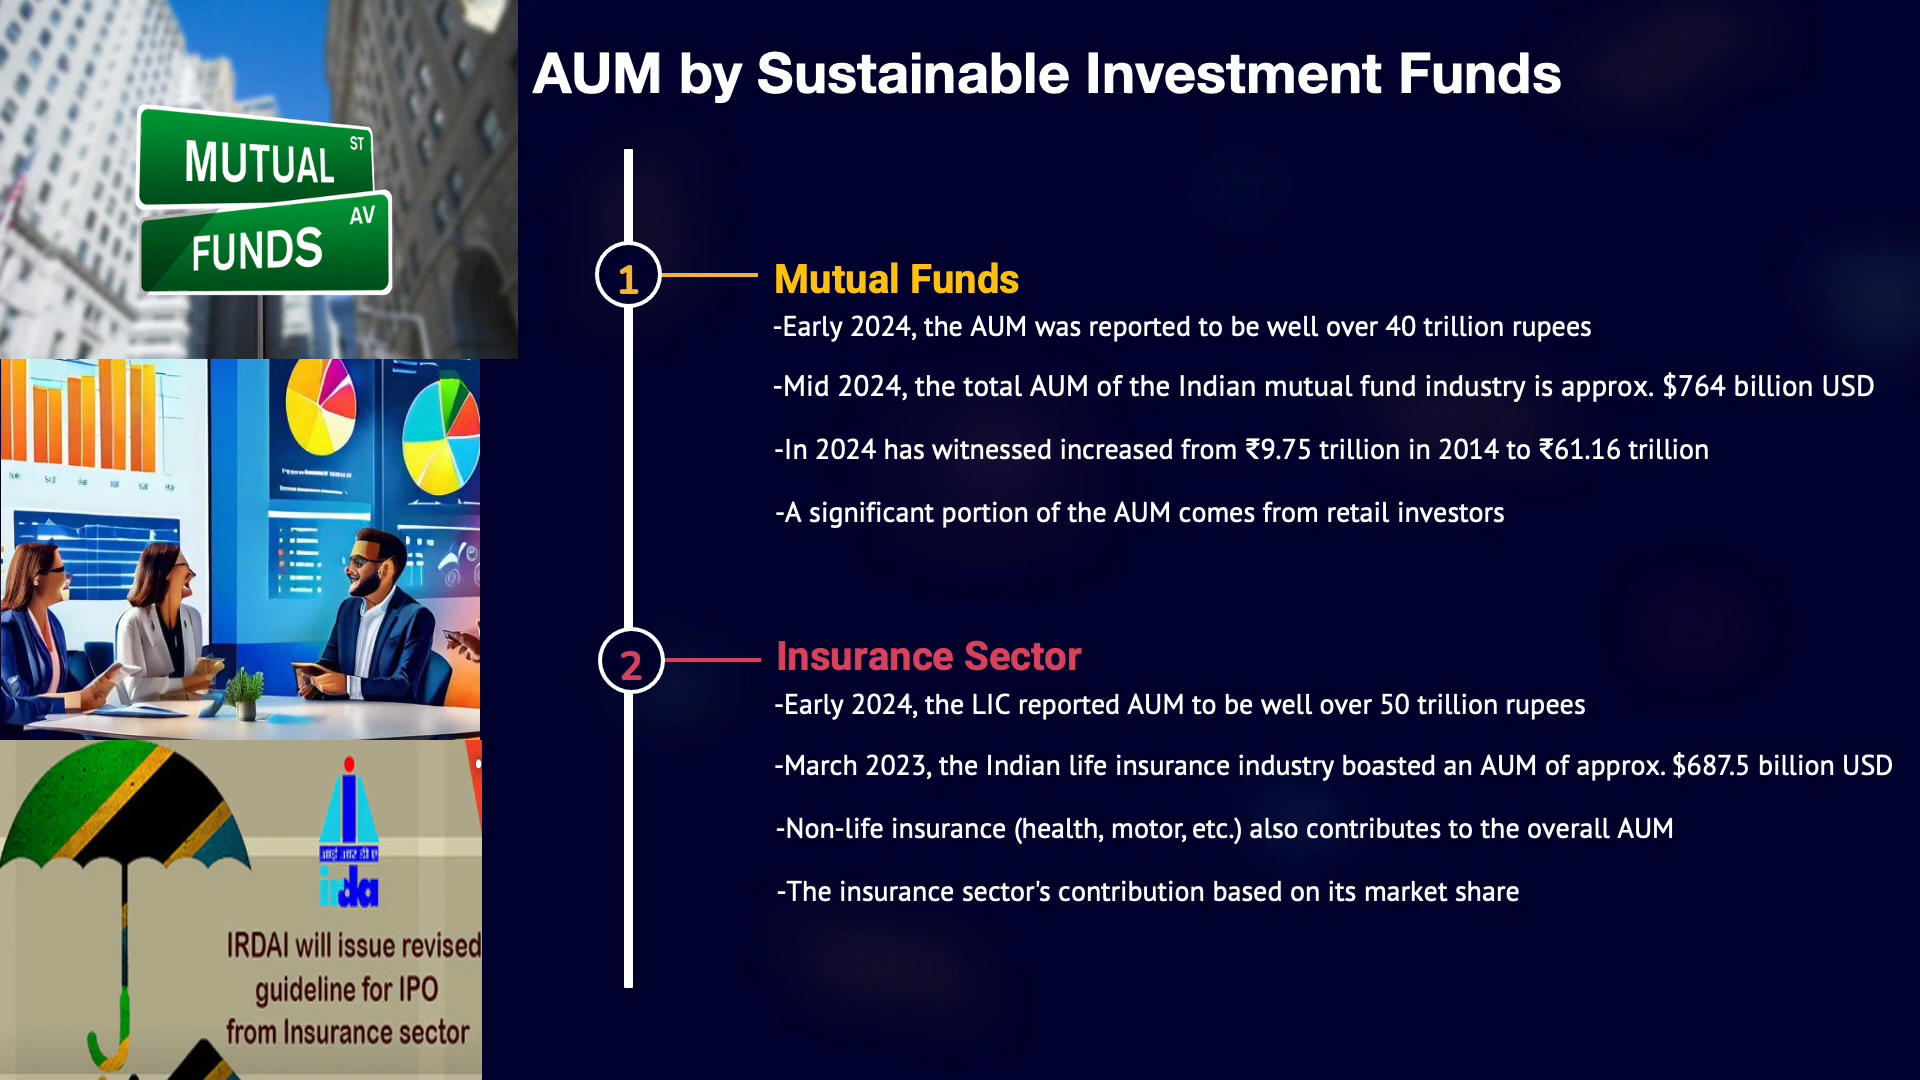 AUM by Sustainable Investment Funds
MUTUAL ST
FUNDS AV
1
Mutual Funds
-Early 2024, the AUM was reported to be well over 40 trillion rupees
-Mid 2024, the total AUM of the Indian mutual fund industry is approx. $764 billion USD
-In 2024 has witnessed increased from ₹9.75 trillion in 2014 to ₹61.16 trillion
-A significant portion of the AUM comes from retail investors
2
Insurance Sector
-Early 2024, the LIC reported AUM to be well over 50 trillion rupees
-March 2023, the Indian life insurance industry boasted an AUM of approx. $687.5 billion USD
-Non-life insurance (health, motor, etc.) also contributes to the overall AUM
-The insurance sector's contribution based on its market share
आई आर डी ए
irda
IRDAI will issue revised
guideline for IPO
from Insurance sector